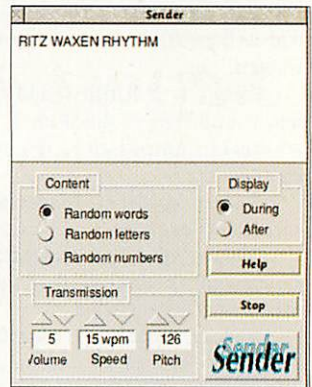 Sender
RITZ WAXEN RHYTHM
Content
Random words
Random letters
Random numbers
Display
During
After
Help
Transmission
5 15 wpm 126
Volume Speed Pitch
Stop
Sender
Sender